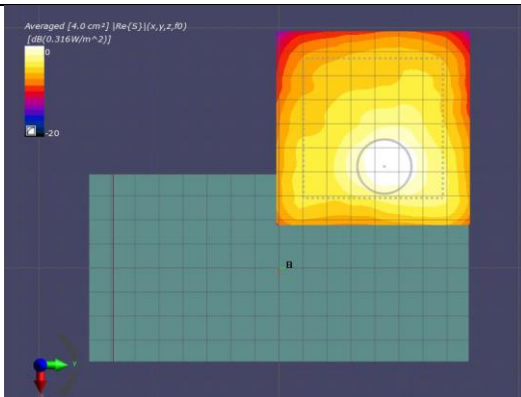 Averaged [4.0 cm²] |Re{S}|(x,y,z,f0)
[dB(0.316W/m^2)]
0
-20
Y